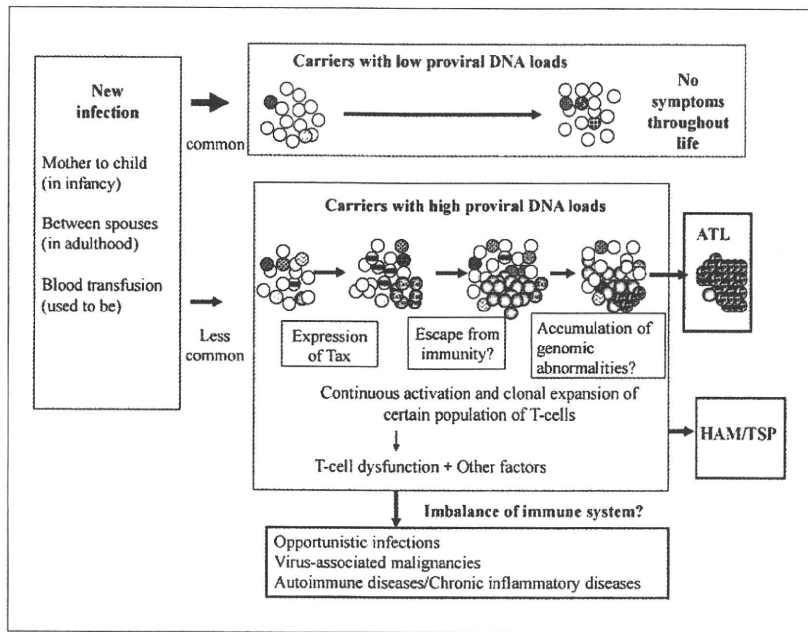 New
infection
Mother to child
(in infancy)
Between spouses
(in adulthood)
Blood transfusion
(used to be)
common
Less
common
Carriers with low proviral DNA loads
No
symptoms
throughout
life
Carriers with high proviral DNA loads
Expression
of Tax
Escape from
immunity?
Accumulation of
genomic
abnormalities?
Continuous activation and clonal expansion of
certain population of T-cells
T-cell dysfunction + Other factors
ATL
HAM/TSP
Imbalance of immune system?
Opportunistic infections
Virus-associated malignancies
Autoimmune diseases/Chronic inflammatory diseases